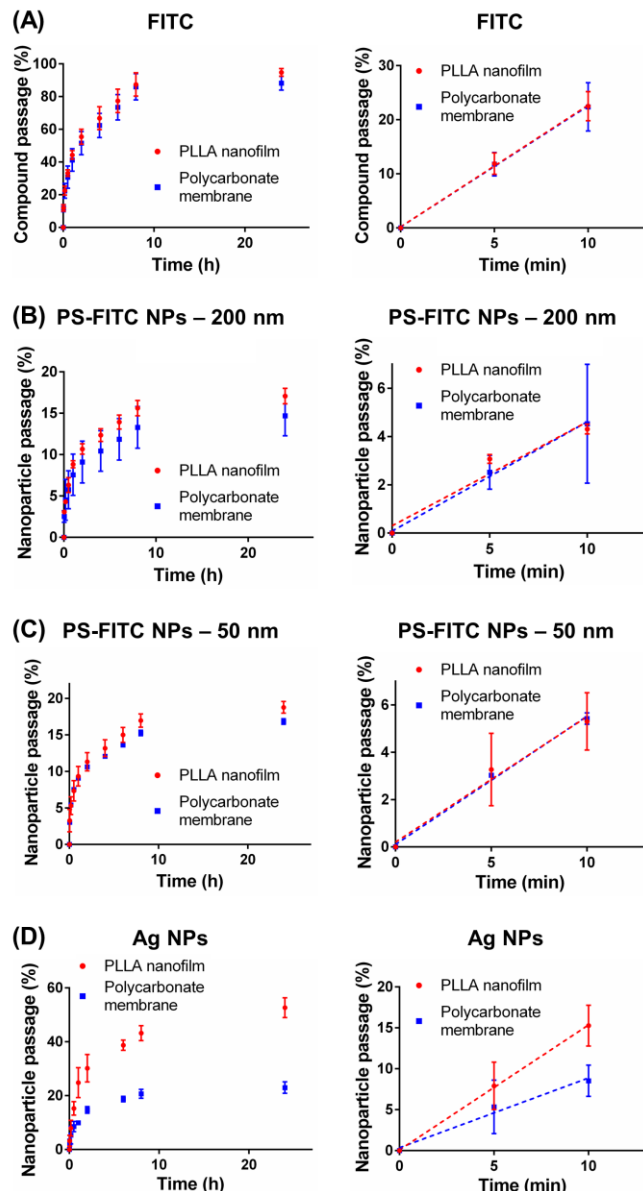 (A)
FITC
Compound passage (%)
100
80
60
40
20
0
PLLA nanofilm
Polycarbonate
membrane
0
10
20
Time (h)
FITC
Compound passage (%)
30
20
10
0
PLLA nanofilm
Polycarbonate
membrane
0
5
10
Time (min)
(B)
PS-FITC NPs – 200 nm
Nanoparticle passage (%)
20
15
10
5
0
PLLA nanofilm
Polycarbonate
membrane
0
10
20
Time (h)
PS-FITC NPs – 200 nm
Nanoparticle passage (%)
6
4
2
0
PLLA nanofilm
Polycarbonate
membrane
0
5
10
Time (min)
(C)
PS-FITC NPs – 50 nm
Nanoparticle passage (%)
20
15
10
5
0
PLLA nanofilm
Polycarbonate
membrane
0
10
20
Time (h)
PS-FITC NPs – 50 nm
Nanoparticle passage (%)
6
4
2
0
PLLA nanofilm
Polycarbonate
membrane
0
5
10
Time (min)
(D)
Ag NPs
Nanoparticle passage (%)
60
40
20
0
PLLA nanofilm
Polycarbonate
membrane
0
10
20
Time (h)
Ag NPs
Nanoparticle passage (%)
20
15
10
5
0
PLLA nanofilm
Polycarbonate
membrane
0
5
10
Time (min)